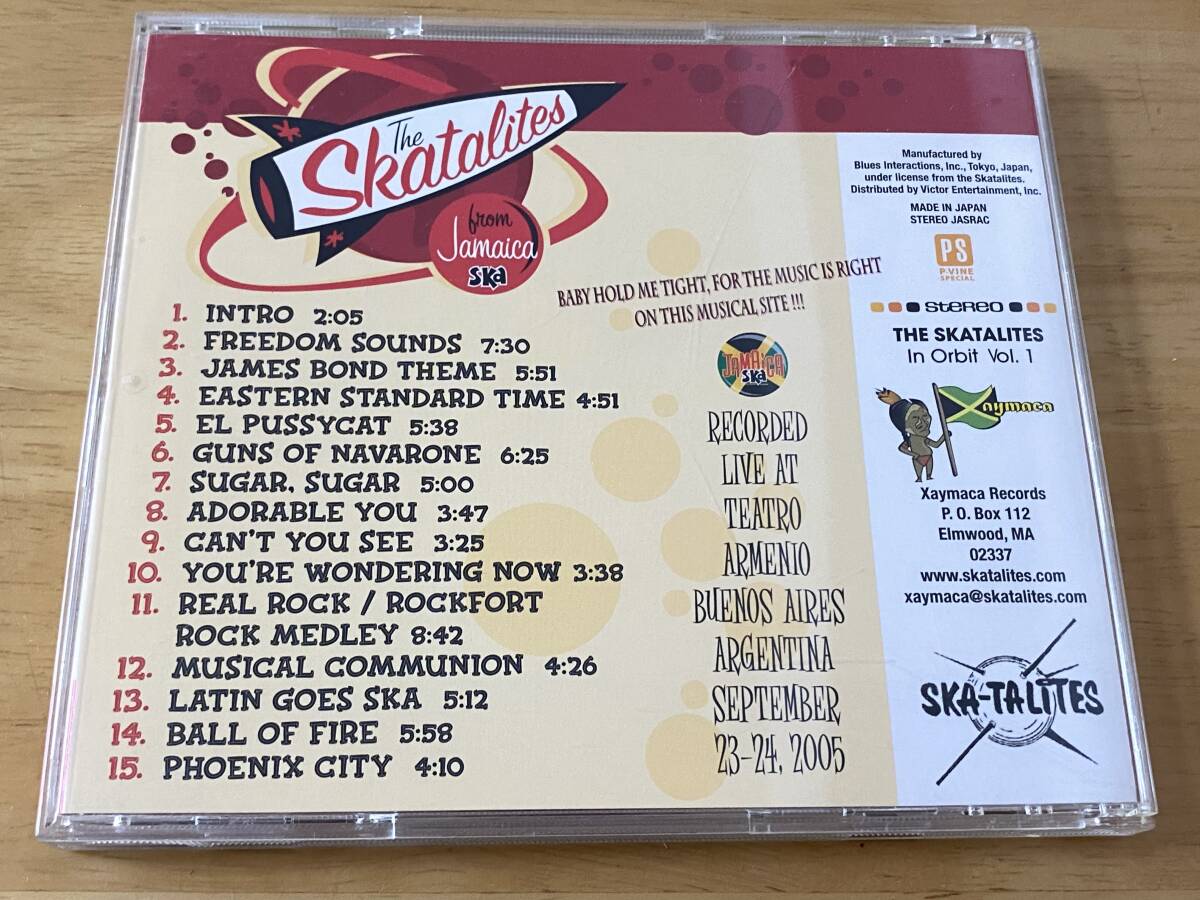 The
Skatalites
from
Jamaica
SKA
BABY HOLD ME TIGHT, FOR THE MUSIC IS RIGHT
ON THIS MUSICAL SITE !!!
1. INTRO 2:05
2. FREEDOM SOUNDS 7:30
3. JAMES BOND THEME 5:51
4. EASTERN STANDARD TIME 4:51
5. EL PUSSYCAT 5:38
6. GUNS OF NAVARONE 6:25
7. SUGAR, SUGAR 5:00
8. ADORABLE YOU 3:47
9. CAN'T YOU SEE 3:25
10. YOU'RE WONDERING NOW 3:38
11. REAL ROCK / ROCKFORT
ROCK MEDLEY 8:42
12. MUSICAL COMMUNION 4:26
13. LATIN GOES SKA 5:12
14. BALL OF FIRE 5:58
15. PHOENIX CITY 4:10
JAMAICA
SKA
RECORDED
LIVE AT
TEATRO
ARMENIO
BUENOS AIRES
ARGENTINA
SEPTEMBER
23-24, 2005
Manufactured by
Blues Interactions, Inc., Tokyo, Japan,
under license from the Skatalites.
Distributed by Victor Entertainment, Inc.
MADE IN JAPAN
STEREO JASRAC
PS
P-VINE
SPECIAL
stereo
THE SKATALITES
In Orbit Vol. 1
Xaymaca
Xaymaca Records
P. O. Box 112
Elmwood, MA
02337
www.skatalites.com
xaymaca@skatalites.com
SKA-TALITES